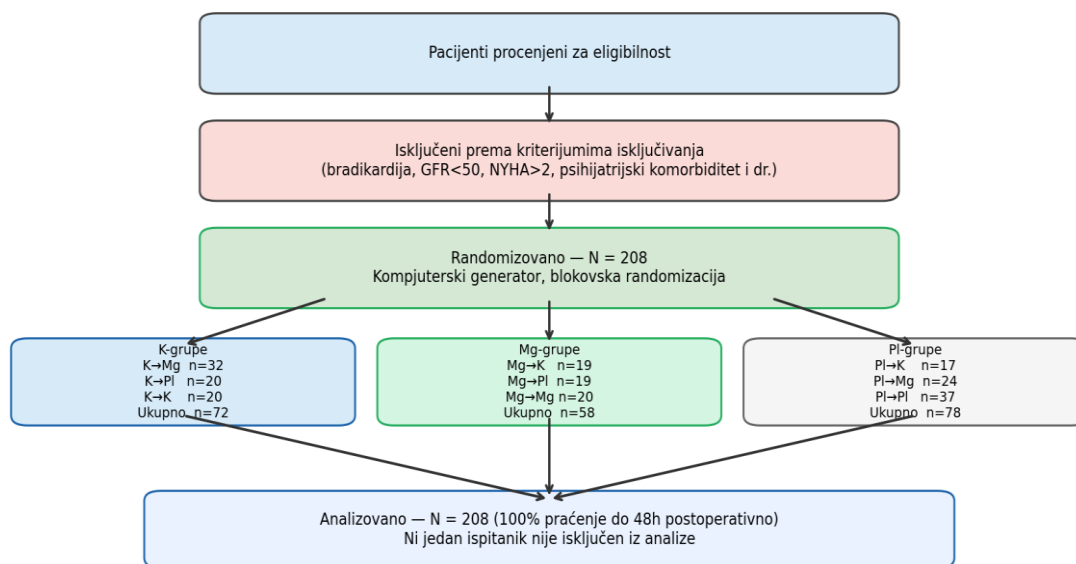 Pacijenti procenjeni za eligibilnost
Isključeni prema kriterijumima isključivanja
(bradikardija, GFR<50, NYHA>2, psihijatrijski komorbiditet i dr.)
Randomizovano — N = 208
Kompjuterski generator, blokovska randomizacija
K-grupe
K→Mg n=32
K→Pl n=20
K→K n=20
Ukupno n=72
Mg-grupe
Mg→K n=19
Mg→Pl n=19
Mg→Mg n=20
Ukupno n=58
Pl-grupe
Pl→K n=17
Pl→Mg n=24
Pl→Pl n=37
Ukupno n=78
Analizovano — N = 208 (100% praćenje do 48h postoperativno)
Ni jedan ispitanik nije isključen iz analize